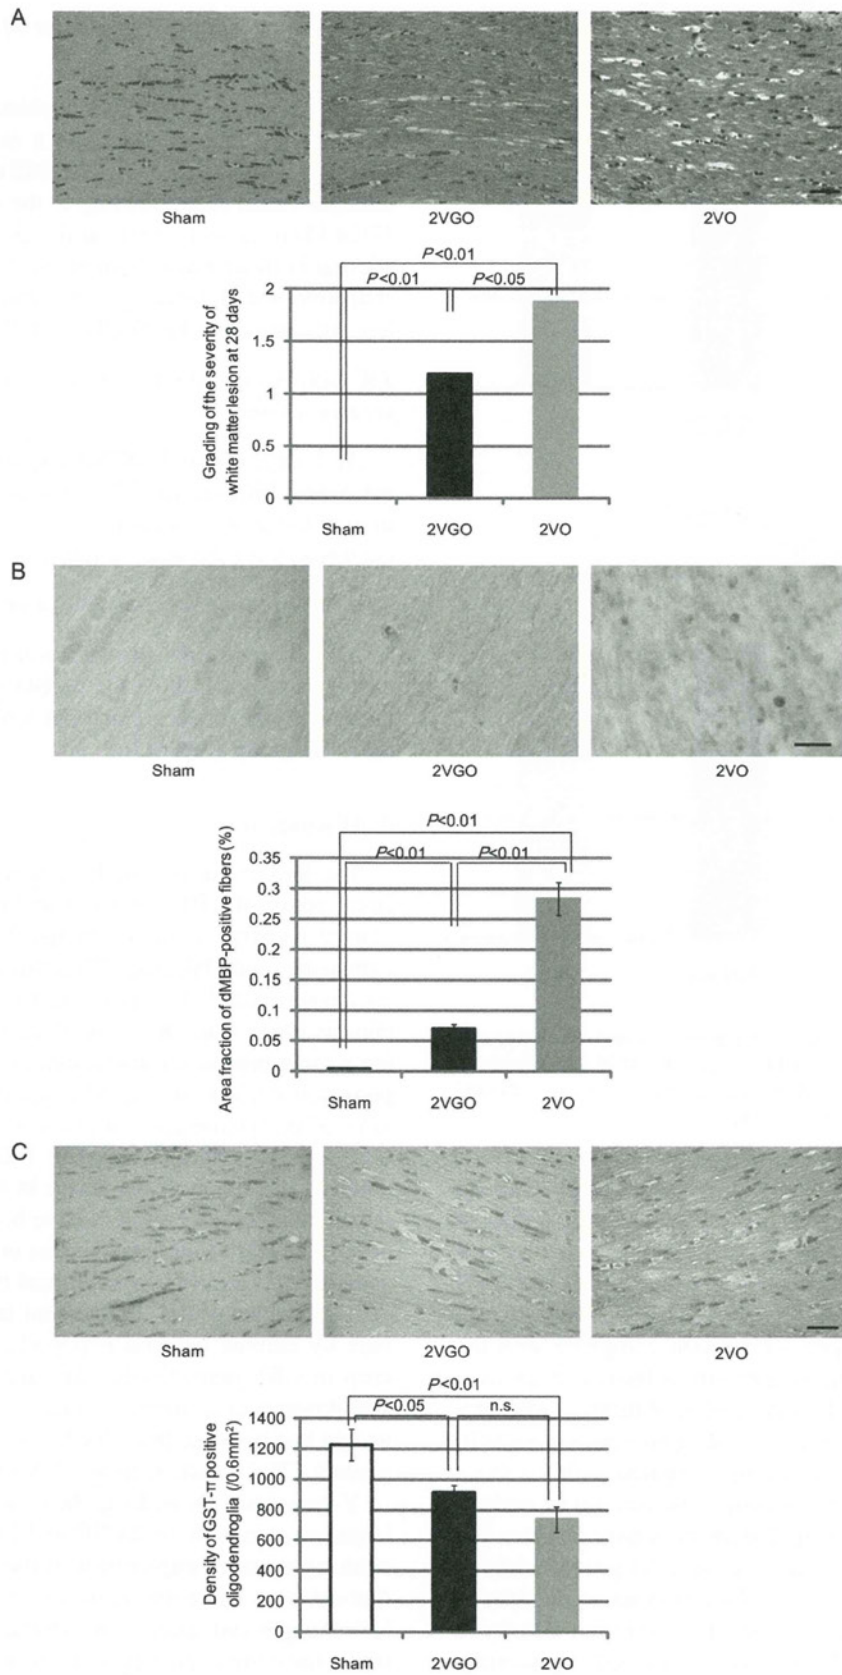 A
Sham 2VGO 2VO
P<0.01
P<0.01 P<0.05
Grading of the severity of
white matter lesion at 28 days
2
1.5
1
0.5
0
Sham 2VGO 2VO
B
Sham 2VGO 2VO
P<0.01
P<0.01 P<0.01
Area fraction of dMBP-positive fibers (%)
0.35
0.3
0.25
0.2
0.15
0.1
0.05
0
Sham 2VGO 2VO
C
Sham 2VGO 2VO
P<0.01
P<0.05 n.s.
Density of GST-π positive
oligodendroglia (/0.6mm²)
1400
1200
1000
800
600
400
200
0
Sham 2VGO 2VO